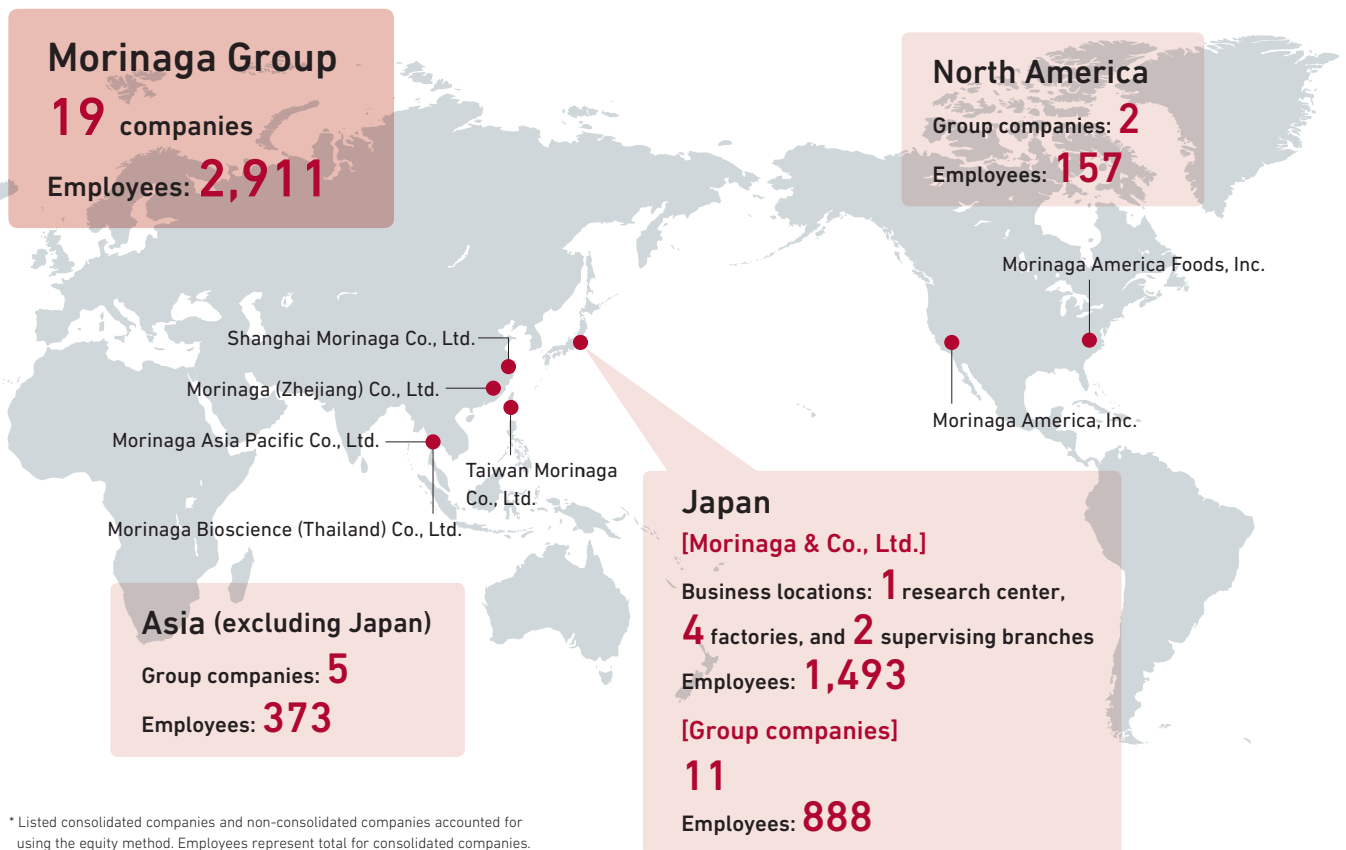 Morinaga Group
19 companies
Employees: 2,911
North America
Group companies: 2
Employees: 157
Morinaga America Foods, Inc.
Morinaga America, Inc.
Shanghai Morinaga Co., Ltd.
Morinaga (Zhejiang) Co., Ltd.
Morinaga Asia Pacific Co., Ltd.
Taiwan Morinaga
Co., Ltd.
Morinaga Bioscience (Thailand) Co., Ltd.
Asia (excluding Japan)
Group companies: 5
Employees: 373
Japan
[Morinaga & Co., Ltd.]
Business locations: 1 research center,
4 factories, and 2 supervising branches
Employees: 1,493
[Group companies]
11
Employees: 888
* Listed consolidated companies and non-consolidated companies accounted for
using the equity method. Employees represent total for consolidated companies.